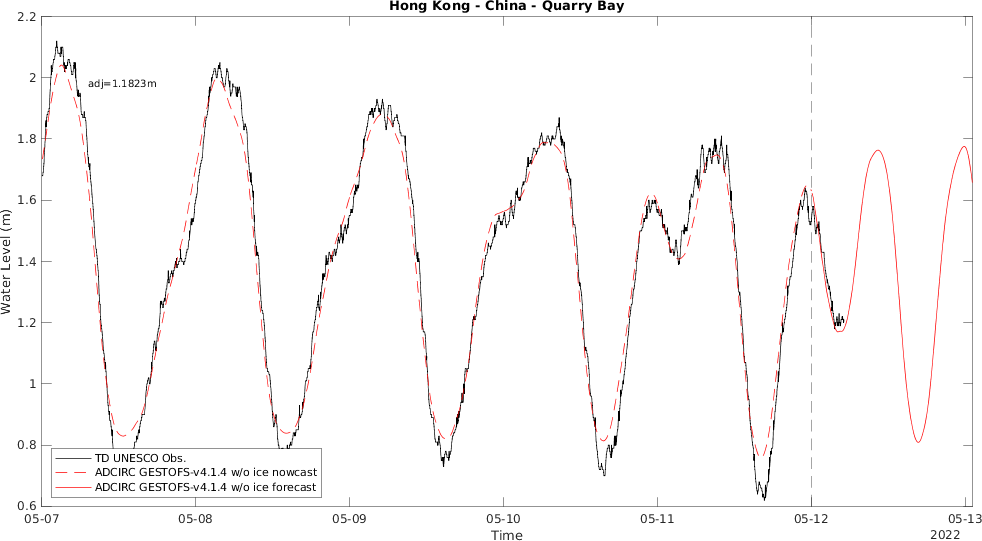 Hong Kong - China - Quarry Bay
2.2
2
1.8
1.6
1.4
1.2
1
0.8
0.6
Water Level (m)
adj=1.1823m
TD UNESCO Obs.
ADCIRC GESTOFS-v4.1.4 w/o ice nowcast
ADCIRC GESTOFS-v4.1.4 w/o ice forecast
05-07 05-08 05-09 05-10 05-11 05-12 05-13
Time
2022